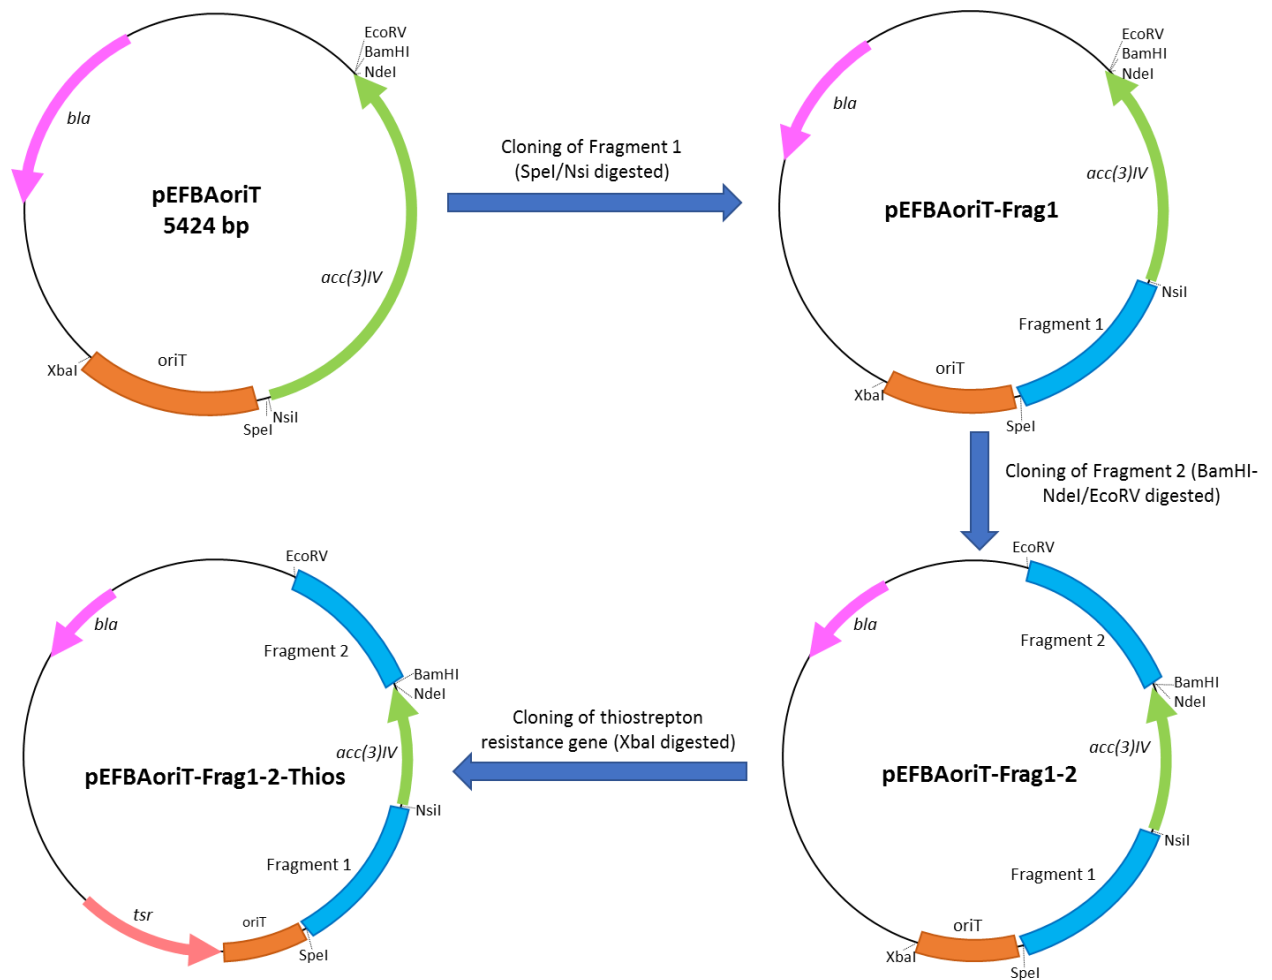 EcoRV
BamHI
NdeI
bla
pEFBAoriT
5424 bp
acc(3)IV
XbaI
oriT
NsiI
SpeI
Cloning of Fragment 1
(SpeI/Nsi digested)
EcoRV
BamHI
NdeI
bla
acc(3)IV
pEFBAoriT-Frag1
NsiI
Fragment 1
oriT
XbaI
SpeI
Cloning of Fragment 2 (BamHI-
NdeI/EcoRV digested)
EcoRV
bla
Fragment 2
BamHI
NdeI
acc(3)IV
pEFBAoriT-Frag1-2
NsiI
Fragment 1
oriT
XbaI
SpeI
Cloning of thiostrepton
resistance gene (XbaI digested)
EcoRV
bla
Fragment 2
BamHI
NdeI
acc(3)IV
pEFBAoriT-Frag1-2-Thios
NsiI
Fragment 1
tsr
oriT
SpeI